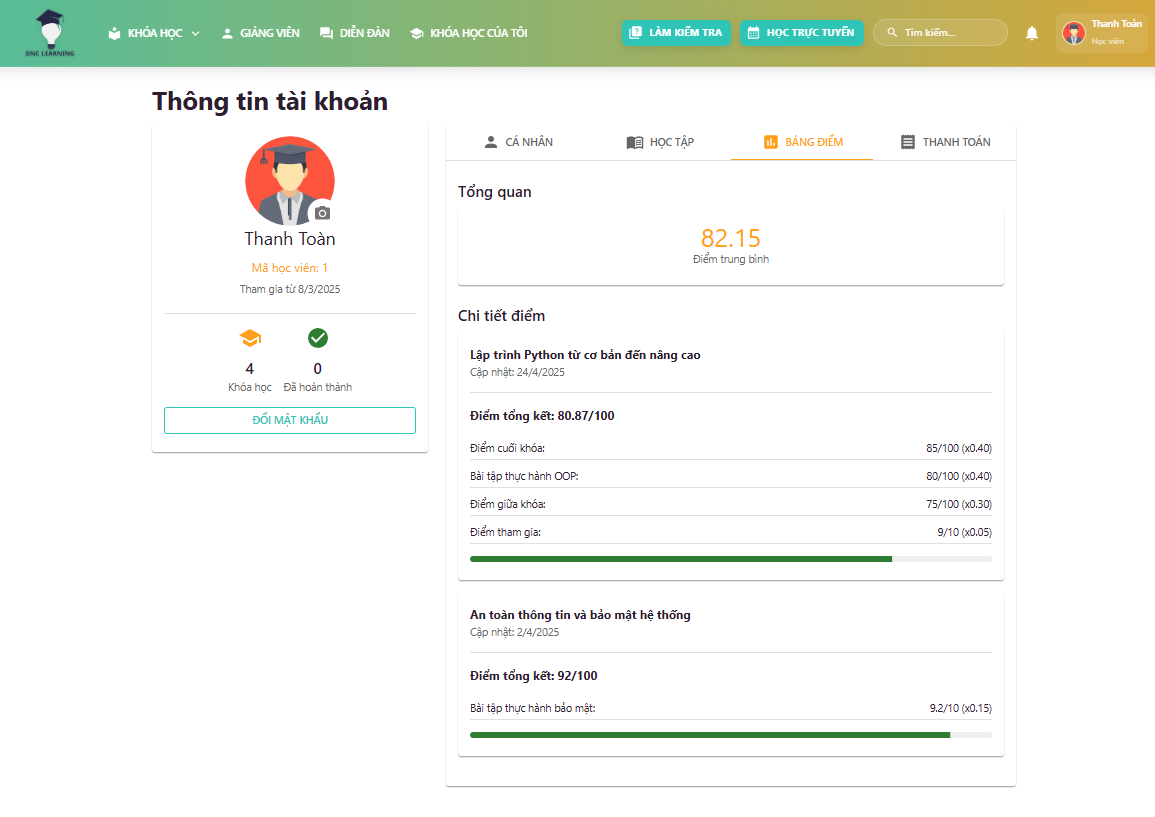 DNC LEARNING
KHÓA HỌC
GIẢNG VIÊN
DIỄN ĐÀN
KHÓA HỌC CỦA TÔI
LÀM KIỂM TRA
HỌC TRỰC TUYẾN
Tìm kiếm...
Thanh Toàn
Học viên
Thông tin tài khoản
Thanh Toàn
Mã học viên: 1
Tham gia từ 8/3/2025
4
Khóa học
0
Đã hoàn thành
ĐỔI MẬT KHẨU
CÁ NHÂN
HỌC TẬP
BẢNG ĐIỂM
THANH TOÁN
Tổng quan
82.15
Điểm trung bình
Chi tiết điểm
Lập trình Python từ cơ bản đến nâng cao
Cập nhật: 24/4/2025
Điểm tổng kết: 80.87/100
Điểm cuối khóa: 85/100 (x0.40)
Bài tập thực hành OOP: 80/100 (x0.40)
Điểm giữa khóa: 75/100 (x0.30)
Điểm tham gia: 9/10 (x0.05)
An toàn thông tin và bảo mật hệ thống
Cập nhật: 2/4/2025
Điểm tổng kết: 92/100
Bài tập thực hành bảo mật: 9.2/10 (x0.15)